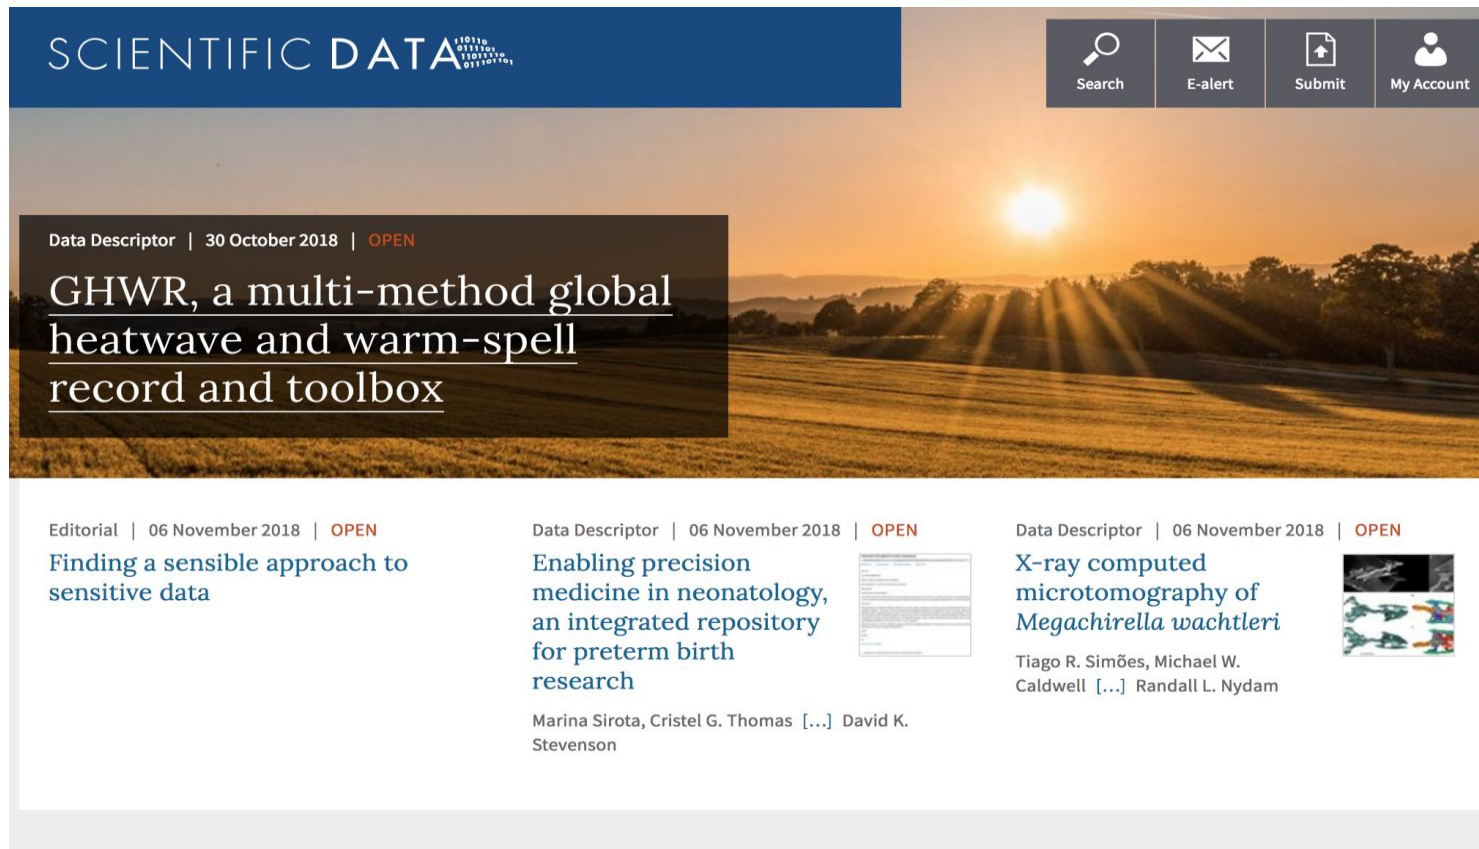 SCIENTIFIC DATA
110110
0111101
11011110
011101101
Search
E-alert
Submit
My Account
Data Descriptor | 30 October 2018 | OPEN
GHWR, a multi-method global
heatwave and warm-spell
record and toolbox
Editorial | 06 November 2018 | OPEN
Finding a sensible approach to
sensitive data
Data Descriptor | 06 November 2018 | OPEN
Enabling precision
medicine in neonatology,
an integrated repository
for preterm birth
research
Marina Sirota, Cristel G. Thomas [...] David K.
Stevenson
Data Descriptor | 06 November 2018 | OPEN
X-ray computed
microtomography of
Megachirella wachtleri
Tiago R. Simões, Michael W.
Caldwell [...] Randall L. Nydam